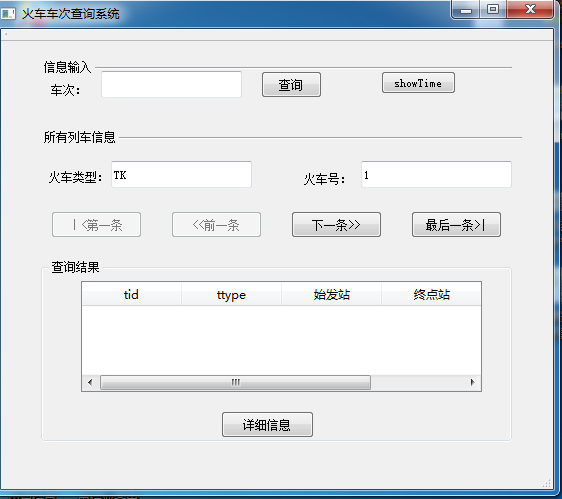 火车车次查询系统
信息输入
车次： 查询 showTime
所有列车信息
火车类型： TK 火车号： 1
|<第一条 <<前一条 下一条>> 最后一条>|
查询结果
tid ttype 始发站 终点站
详细信息